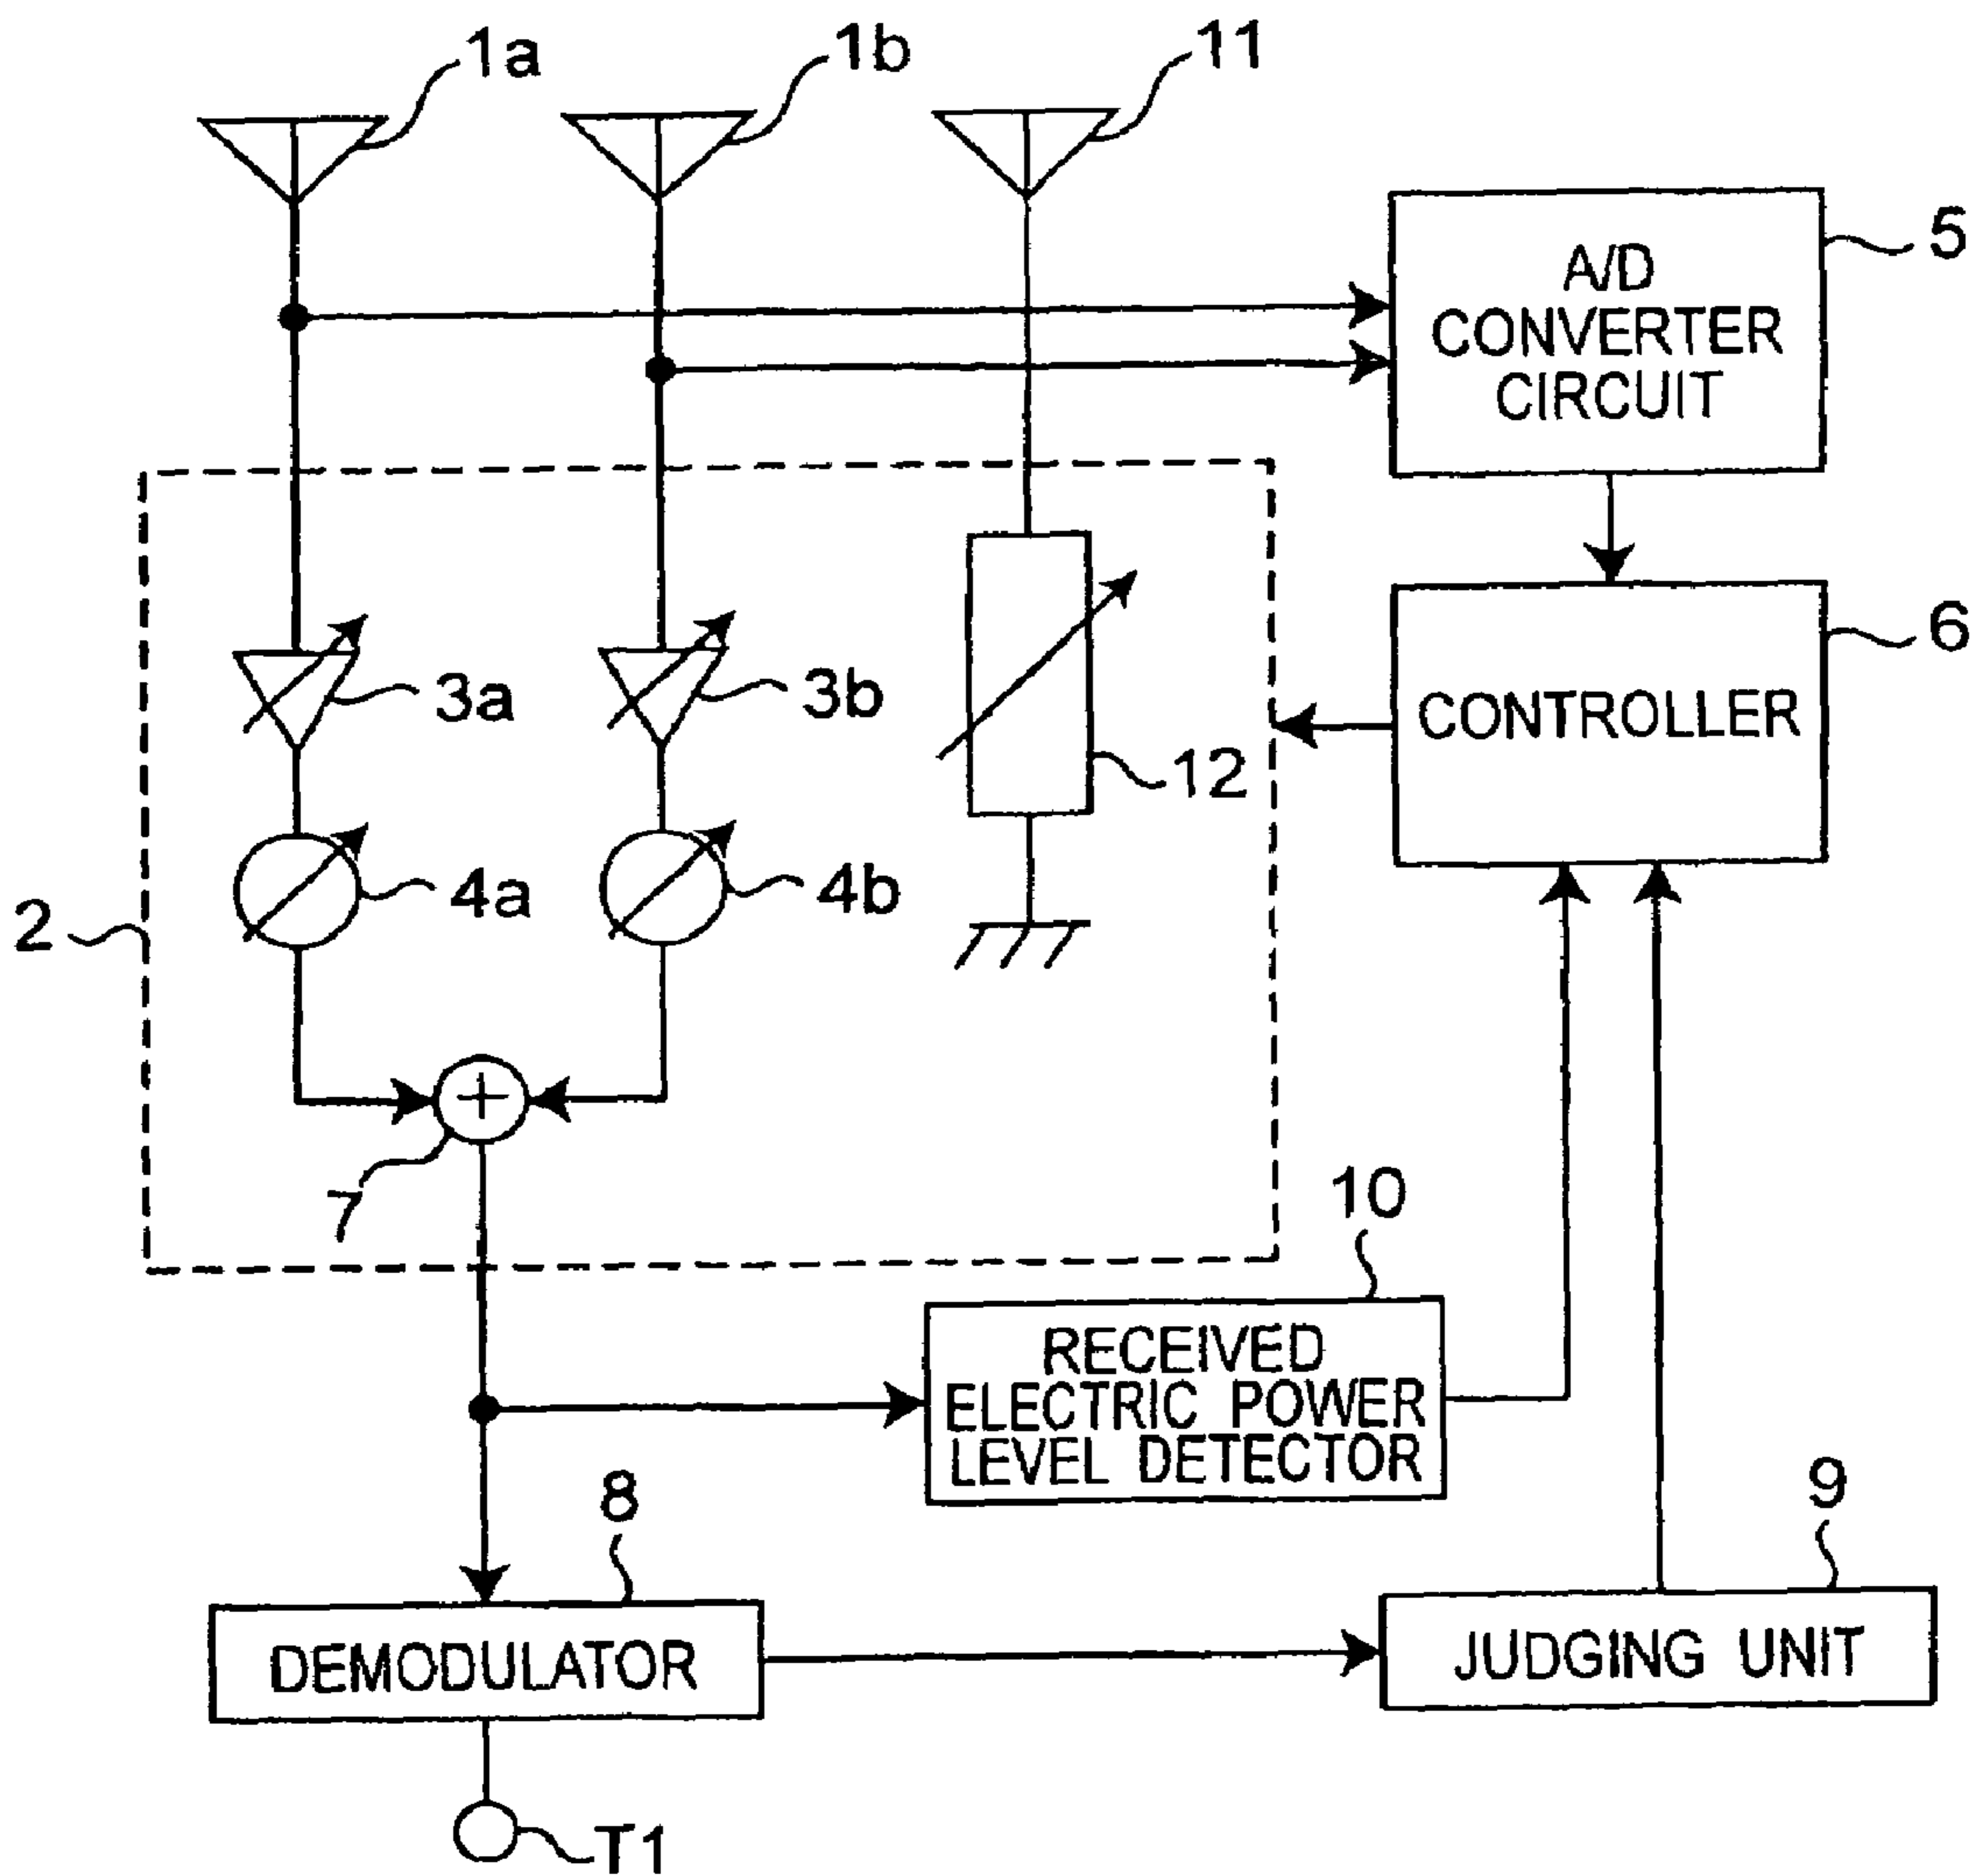 1a
1b
11
A/D
CONVERTER
CIRCUIT
5
6
CONTROLLER
3a
3b
12
4a
4b
2
7
10
RECEIVED
ELECTRIC POWER
LEVEL DETECTOR
8
9
DEMODULATOR
JUDGING UNIT
T1